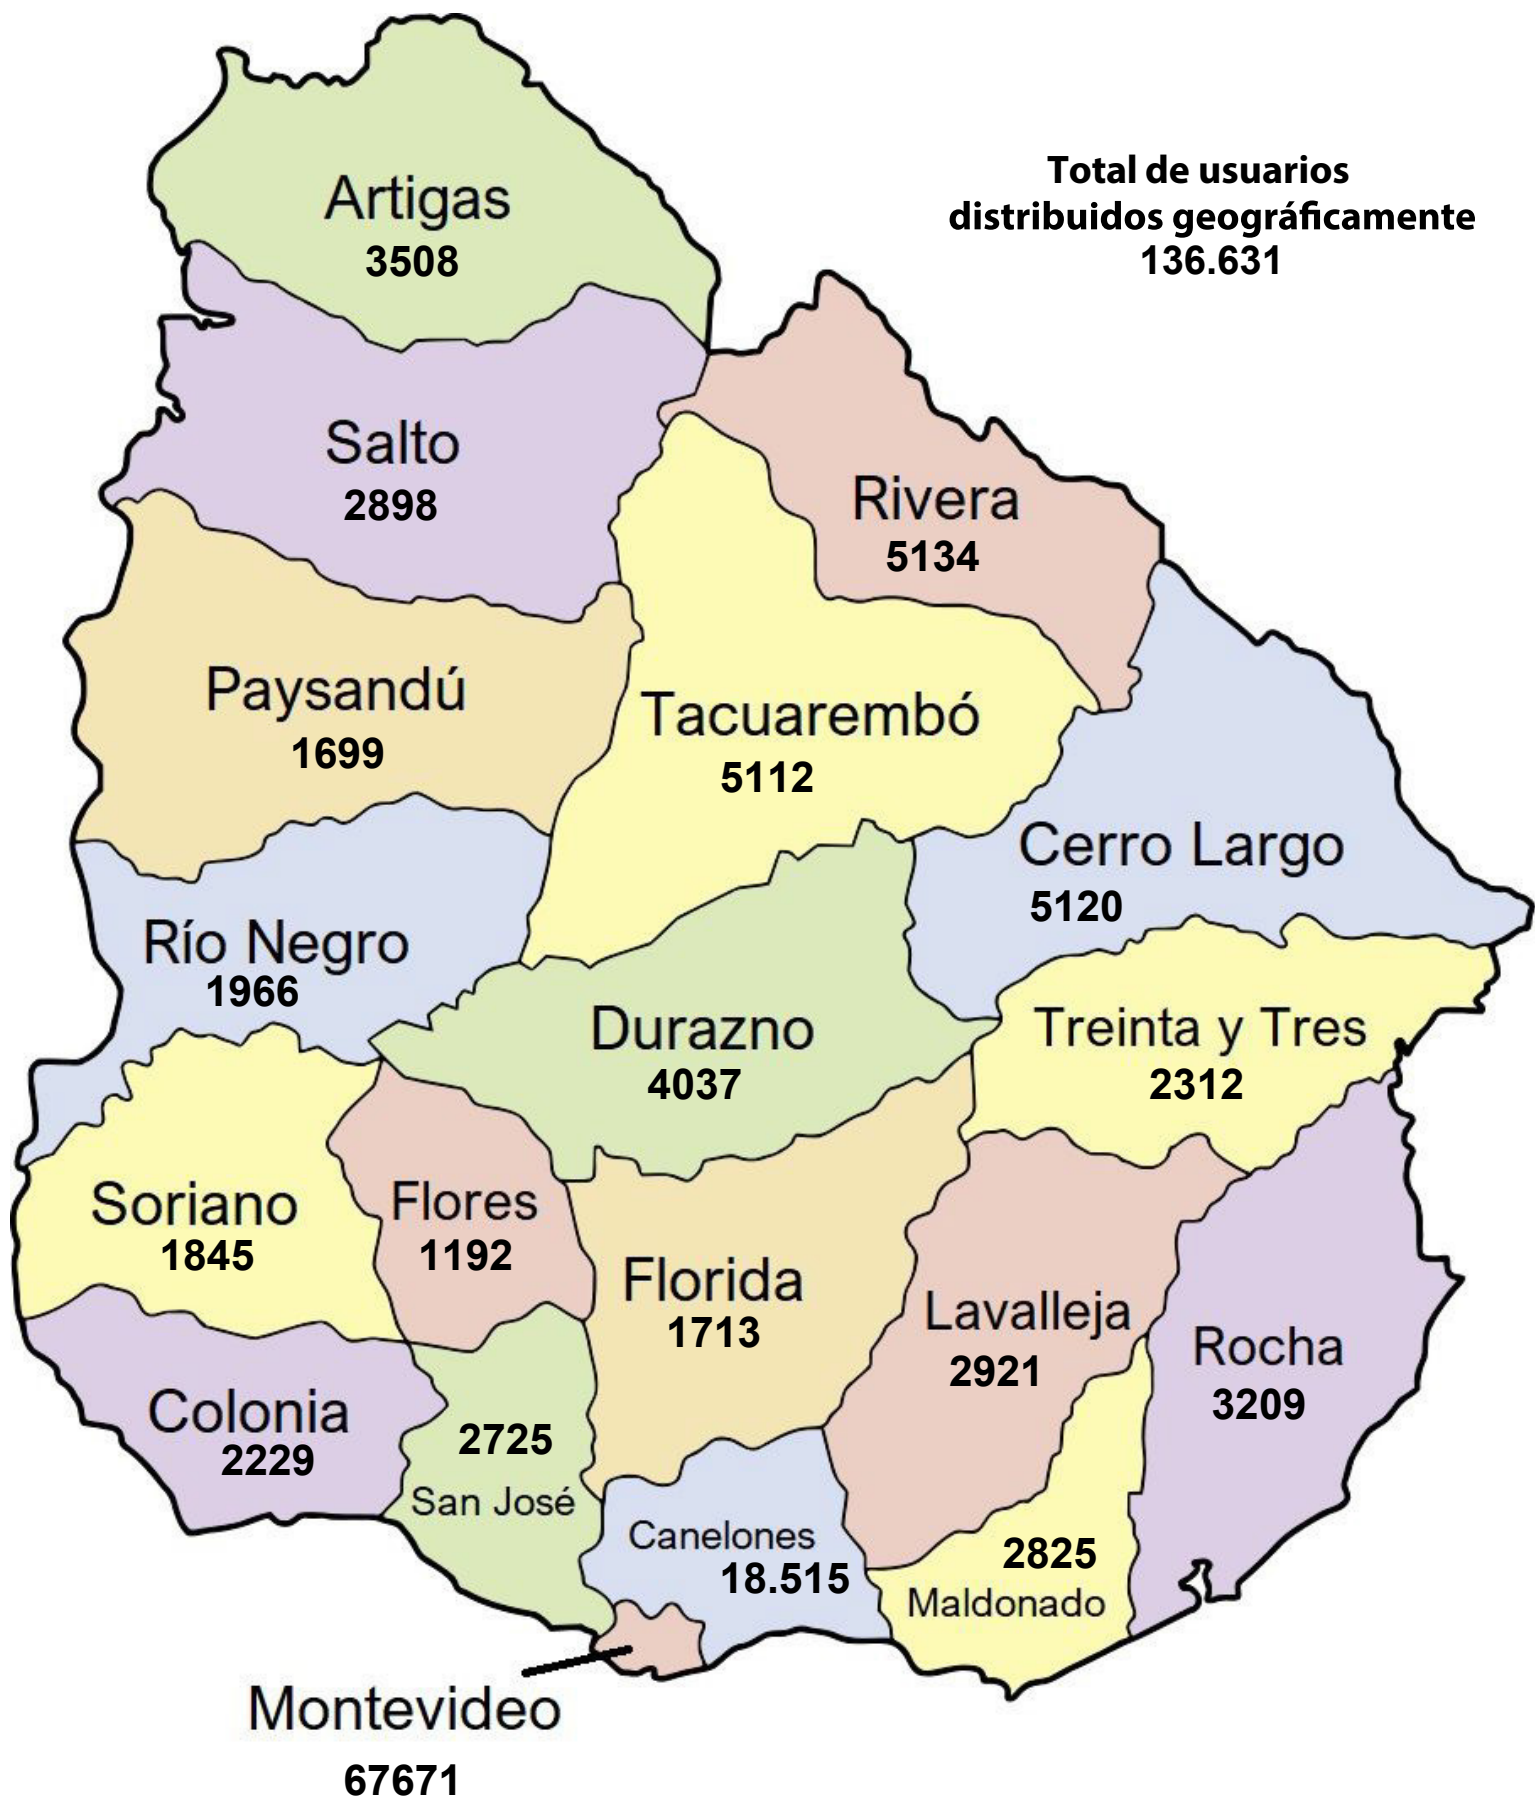 Total de usuarios
distribuidos geográficamente
136.631
Artigas
3508
Salto
2898
Rivera
5134
Paysandú
1699
Tacuarembó
5112
Cerro Largo
5120
Río Negro
1966
Durazno
4037
Treinta y Tres
2312
Soriano
1845
Flores
1192
Florida
1713
Lavalleja
2921
Rocha
3209
Colonia
2229
2725
San José
Canelones
18.515
2825
Maldonado
Montevideo
67671